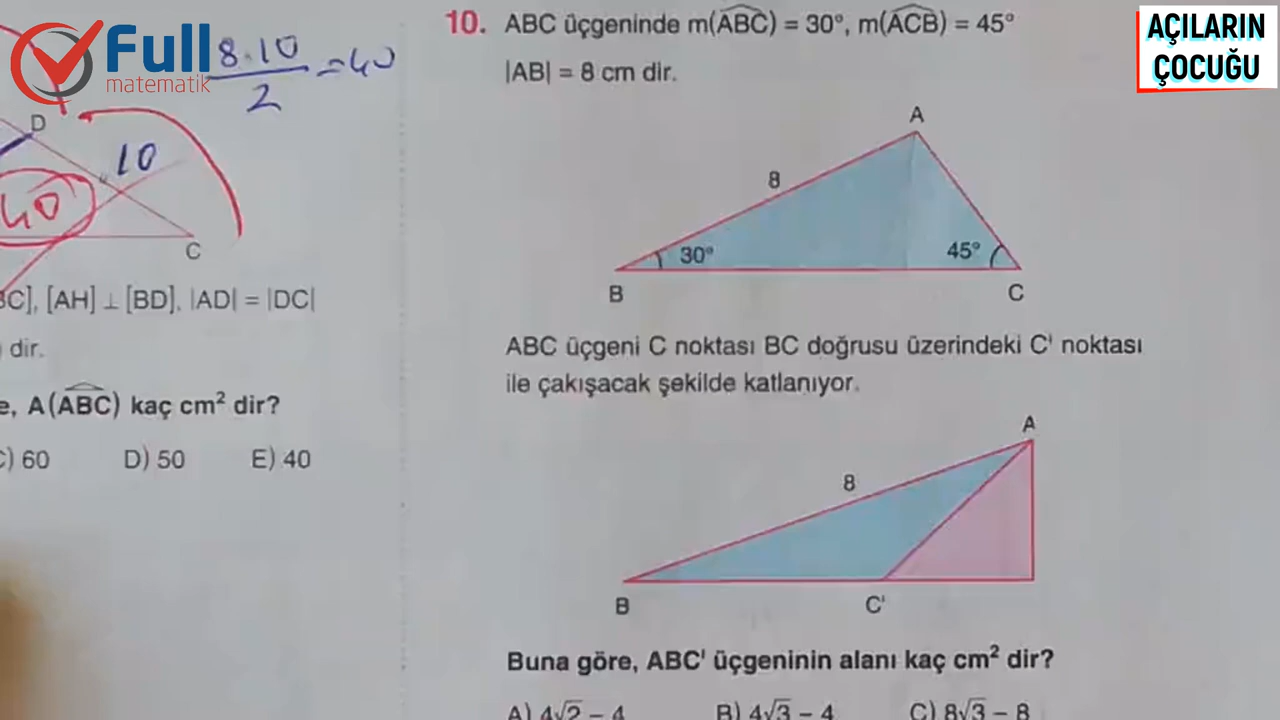 Full
matematik
8.10
2
=40
D
10
40
C
BC], [AH] ⊥ [BD], |AD| = |DC|
dir.
e, A(ABC) kaç cm² dir?
C) 60 D) 50 E) 40
AÇILARIN
ÇOCUĞU
10. ABC üçgeninde m(ABC) = 30°, m(ACB) = 45°
|AB| = 8 cm dir.
A
8
30°
45°
B
C
ABC üçgeni C noktası BC doğrusu üzerindeki C' noktası
ile çakışacak şekilde katlanıyor.
A
8
B
C'
Buna göre, ABC' üçgeninin alanı kaç cm² dir?
A) 4√2 – 4 B) 4√3 – 4 C) 8√3 – 8